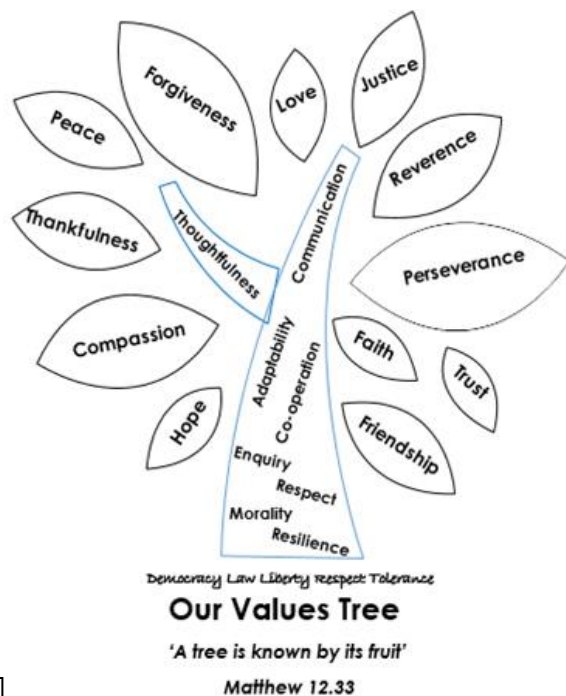 Forgiveness
Love
Justice
Peace
Reverence
Thankfulness
Thoughtfulness
Communication
Perseverance
Compassion
Adaptability
Faith
Trust
Hope
Co-operation
Friendship
Enquiry
Respect
Morality
Resilience
Democracy Law Liberty Respect Tolerance
Our Values Tree
‘A tree is known by its fruit’
Matthew 12.33
]